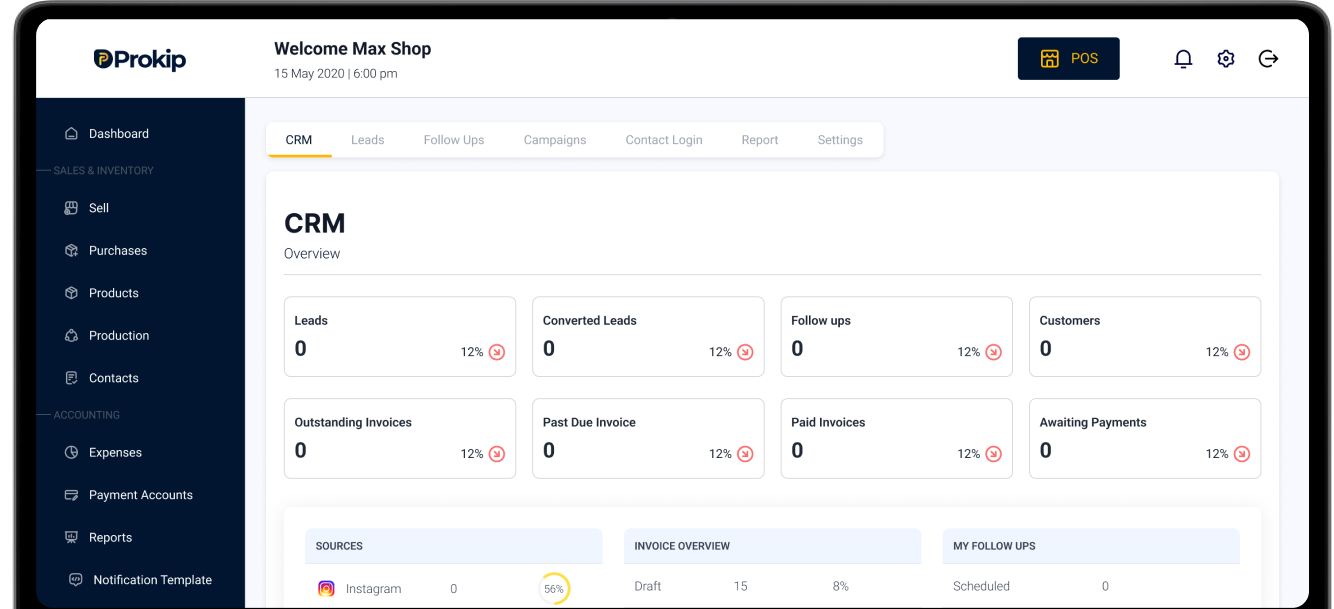 Prokip
Welcome Max Shop
15 May 2020 | 6:00 pm
POS
Dashboard
SALES & INVENTORY
Sell
Purchases
Products
Production
Contacts
ACCOUNTING
Expenses
Payment Accounts
Reports
Notification Template
CRM Leads Follow Ups Campaigns Contact Login Report Settings
CRM
Overview
Leads
0 12%
Converted Leads
0 12%
Follow ups
0 12%
Customers
0 12%
Outstanding Invoices
0 12%
Past Due Invoice
0 12%
Paid Invoices
0 12%
Awaiting Payments
0 12%
SOURCES
Instagram 0 56%
INVOICE OVERVIEW
Draft 15 8%
MY FOLLOW UPS
Scheduled 0